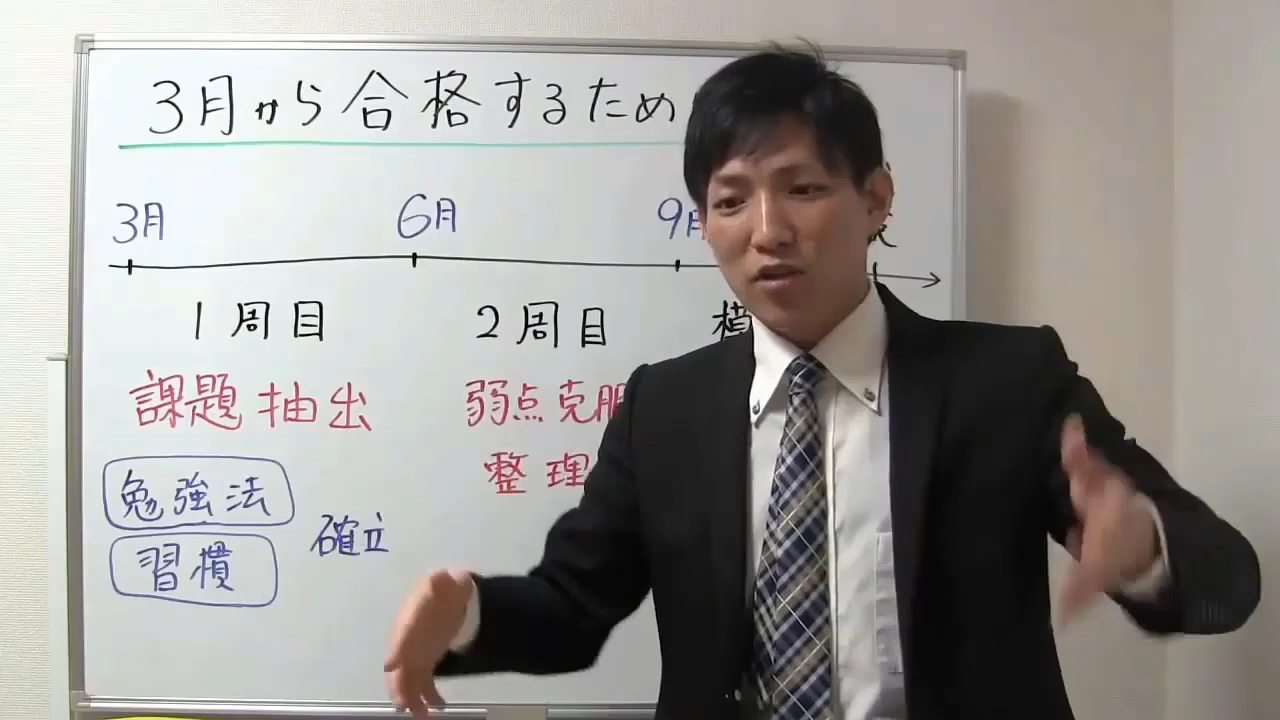 3月から合格するため
3月 6月 9月
1周目 2周目
課題抽出 弱点克服
整理
勉強法
確立
習慣